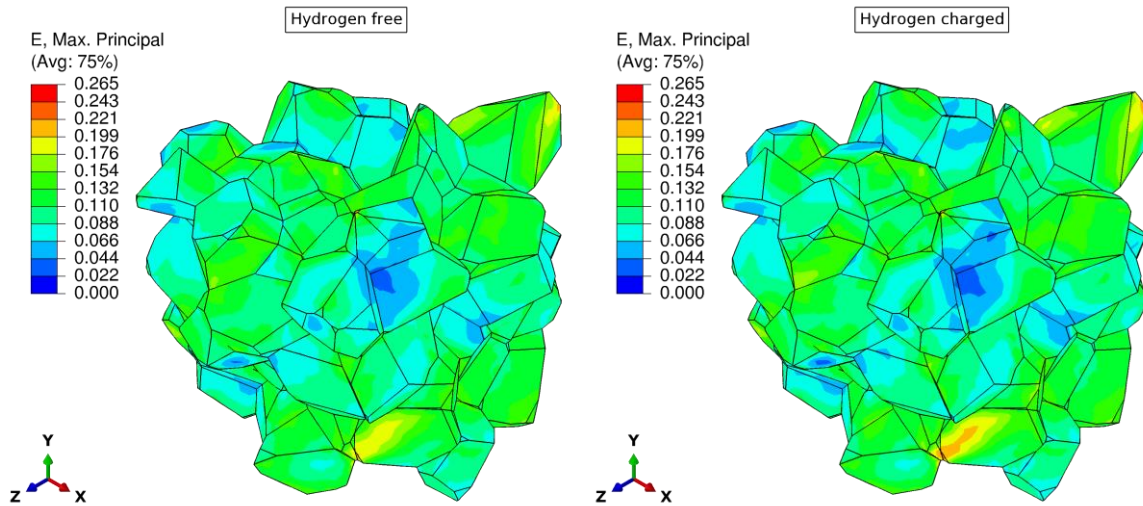 Hydrogen free
E, Max. Principal
(Avg: 75%)
0.265
0.243
0.221
0.199
0.176
0.154
0.132
0.110
0.088
0.066
0.044
0.022
0.000
Y
Z
X
Hydrogen charged
E, Max. Principal
(Avg: 75%)
0.265
0.243
0.221
0.199
0.176
0.154
0.132
0.110
0.088
0.066
0.044
0.022
0.000
Y
Z
X